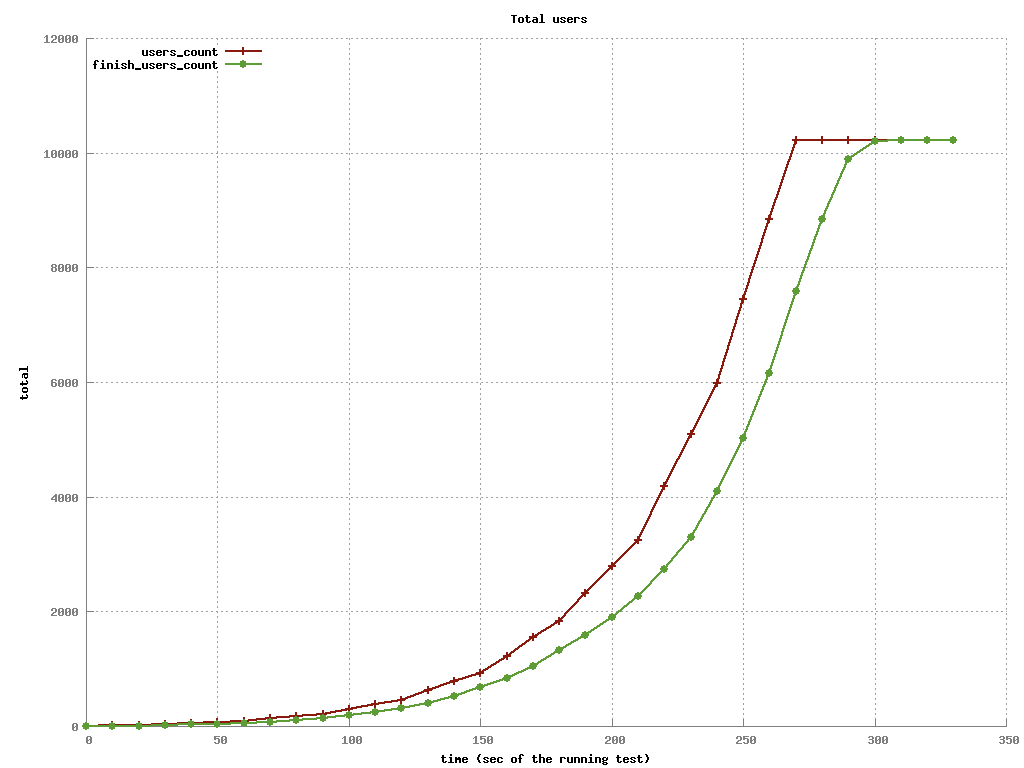 Total users
12000
users_count
finish_users_count
10000
8000
6000
total
4000
2000
0
0 50 100 150 200 250 300 350
time (sec of the running test)